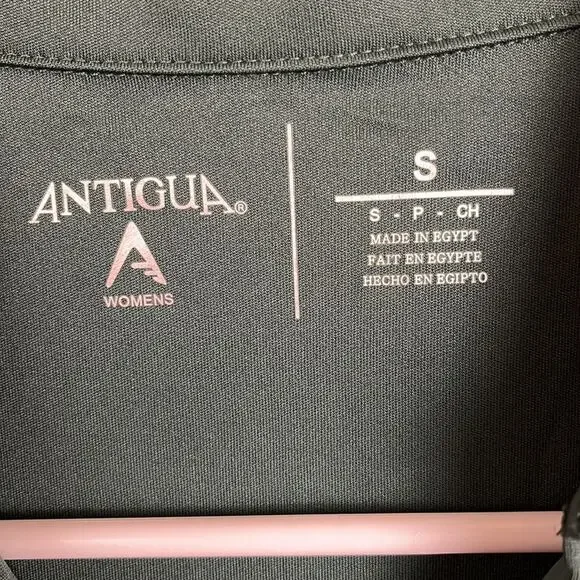 ANTIGUA®
WOMENS
S
S - P - CH
MADE IN EGYPT
FAIT EN EGYPTE
HECHO EN EGIPTO